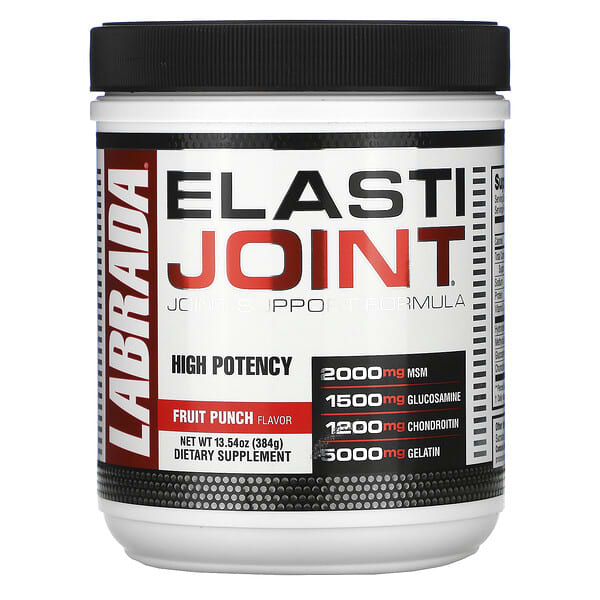 LABRADA®
ELASTI
JOINT®
JOINT SUPPORT FORMULA
HIGH POTENCY
FRUIT PUNCH FLAVOR
NET WT 13.54oz (384g)
DIETARY SUPPLEMENT
2000mg MSM
1500mg GLUCOSAMINE
1200mg CHONDROITIN
5000mg GELATIN